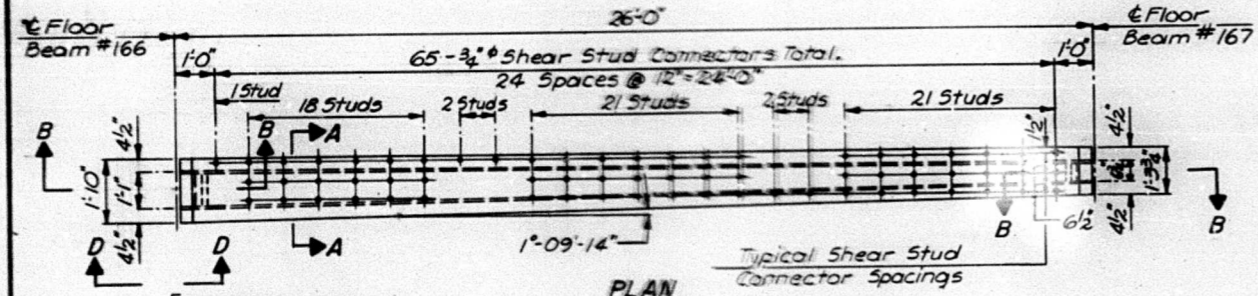 26'-0"
℄ Floor
Beam #166
℄ Floor
Beam #167
1'-0"
1'-0"
65-¾"ϕ Shear Stud Connectors Total.
24 Spaces @ 12" = 24'-0"
1 Stud
18 Studs
2 Studs
21 Studs
2 Studs
21 Studs
B
B
A
4½"
1'-10"
1'-1"
4½"
1½"
4½"
1'-3¾"
4½"
6½"
B
B
D
D
A
1°-09'-14"
Typical Shear Stud
Connector Spacings
PLAN